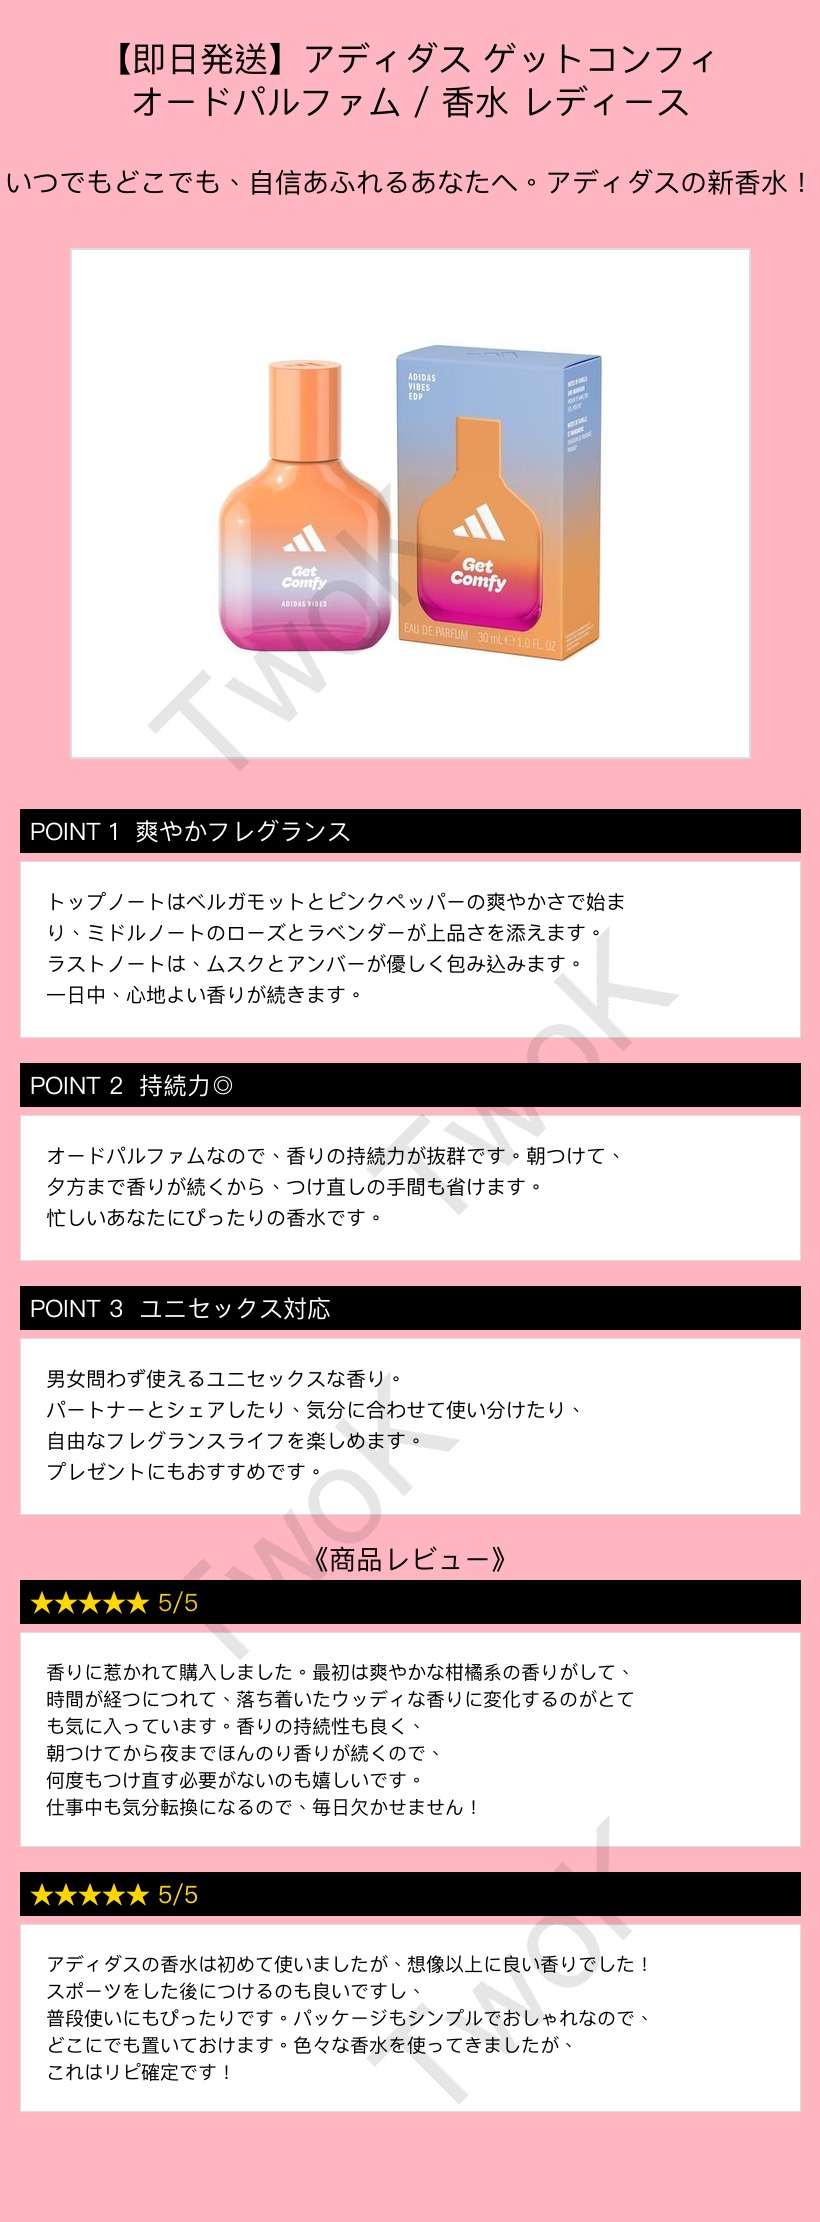 【即日発送】アディダス ゲットコンフィ
オードパルファム / 香水 レディース
いつでもどこでも、自信あふれるあなたへ。アディダスの新香水！
ADIDAS
VIBES
EDP
Get
Comfy
ADIDAS VIBES
Get
Comfy
EAU DE PARFUM 30 mL ℮ 1.0 FL. OZ
TwoK
POINT 1 爽やかフレグランス
トップノートはベルガモットとピンクペッパーの爽やかさで始ま
り、ミドルノートのローズとラベンダーが上品さを添えます。
ラストノートは、ムスクとアンバーが優しく包み込みます。
一日中、心地よい香りが続きます。
TwoK
POINT 2 持続力◎
オードパルファムなので、香りの持続力が抜群です。朝つけて、
夕方まで香りが続くから、つけ直しの手間も省けます。
忙しいあなたにぴったりの香水です。
POINT 3 ユニセックス対応
男女問わず使えるユニセックスな香り。
パートナーとシェアしたり、気分に合わせて使い分けたり、
自由なフレグランスライフを楽しめます。
プレゼントにもおすすめです。
TwoK
《商品レビュー》
★★★★★ 5/5
香りに惹かれて購入しました。最初は爽やかな柑橘系の香りがして、
時間が経つにつれて、落ち着いたウッディな香りに変化するのがとて
も気に入っています。香りの持続性も良く、
朝つけてから夜までほんのり香りが続くので、
何度もつけ直す必要がないのも嬉しいです。
仕事中も気分転換になるので、毎日欠かせません！
★★★★★ 5/5
アディダスの香水は初めて使いましたが、想像以上に良い香りでした！
スポーツをした後につけるのも良いですし、
普段使いにもぴったりです。パッケージもシンプルでおしゃれなので、
どこにでも置いておけます。色々な香水を使ってきましたが、
これはリピ確定です！
TwoK